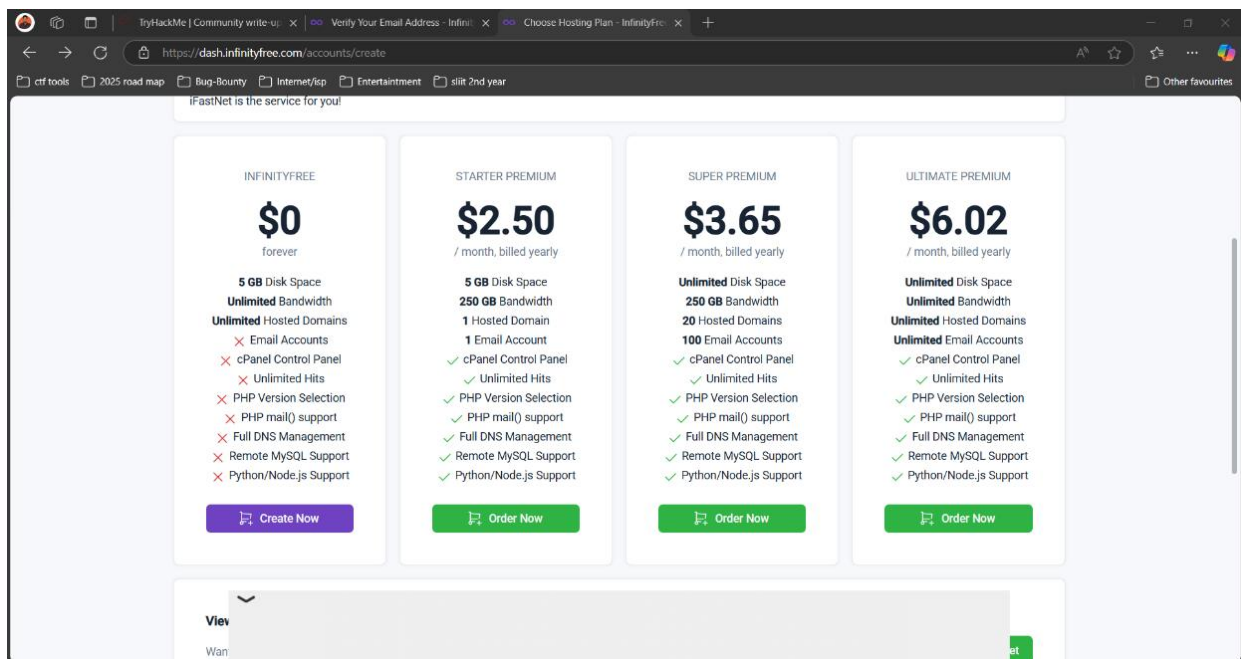 TryHackMe | Community write-up
Verify Your Email Address - Infinit
Choose Hosting Plan - InfinityFree
https://dash.infinityfree.com/accounts/create
ctf tools
2025 road map
Bug-Bounty
Internet/isp
Entertaintment
sliit 2nd year
Other favourites
iFastNet is the service for you!
INFINITYFREE
$0
forever
5 GB Disk Space
Unlimited Bandwidth
Unlimited Hosted Domains
Email Accounts
cPanel Control Panel
Unlimited Hits
PHP Version Selection
PHP mail() support
Full DNS Management
Remote MySQL Support
Python/Node.js Support
Create Now
STARTER PREMIUM
$2.50
/ month, billed yearly
5 GB Disk Space
250 GB Bandwidth
1 Hosted Domain
1 Email Account
cPanel Control Panel
Unlimited Hits
PHP Version Selection
PHP mail() support
Full DNS Management
Remote MySQL Support
Python/Node.js Support
Order Now
SUPER PREMIUM
$3.65
/ month, billed yearly
Unlimited Disk Space
250 GB Bandwidth
20 Hosted Domains
100 Email Accounts
cPanel Control Panel
Unlimited Hits
PHP Version Selection
PHP mail() support
Full DNS Management
Remote MySQL Support
Python/Node.js Support
Order Now
ULTIMATE PREMIUM
$6.02
/ month, billed yearly
Unlimited Disk Space
Unlimited Bandwidth
Unlimited Hosted Domains
Unlimited Email Accounts
cPanel Control Panel
Unlimited Hits
PHP Version Selection
PHP mail() support
Full DNS Management
Remote MySQL Support
Python/Node.js Support
Order Now